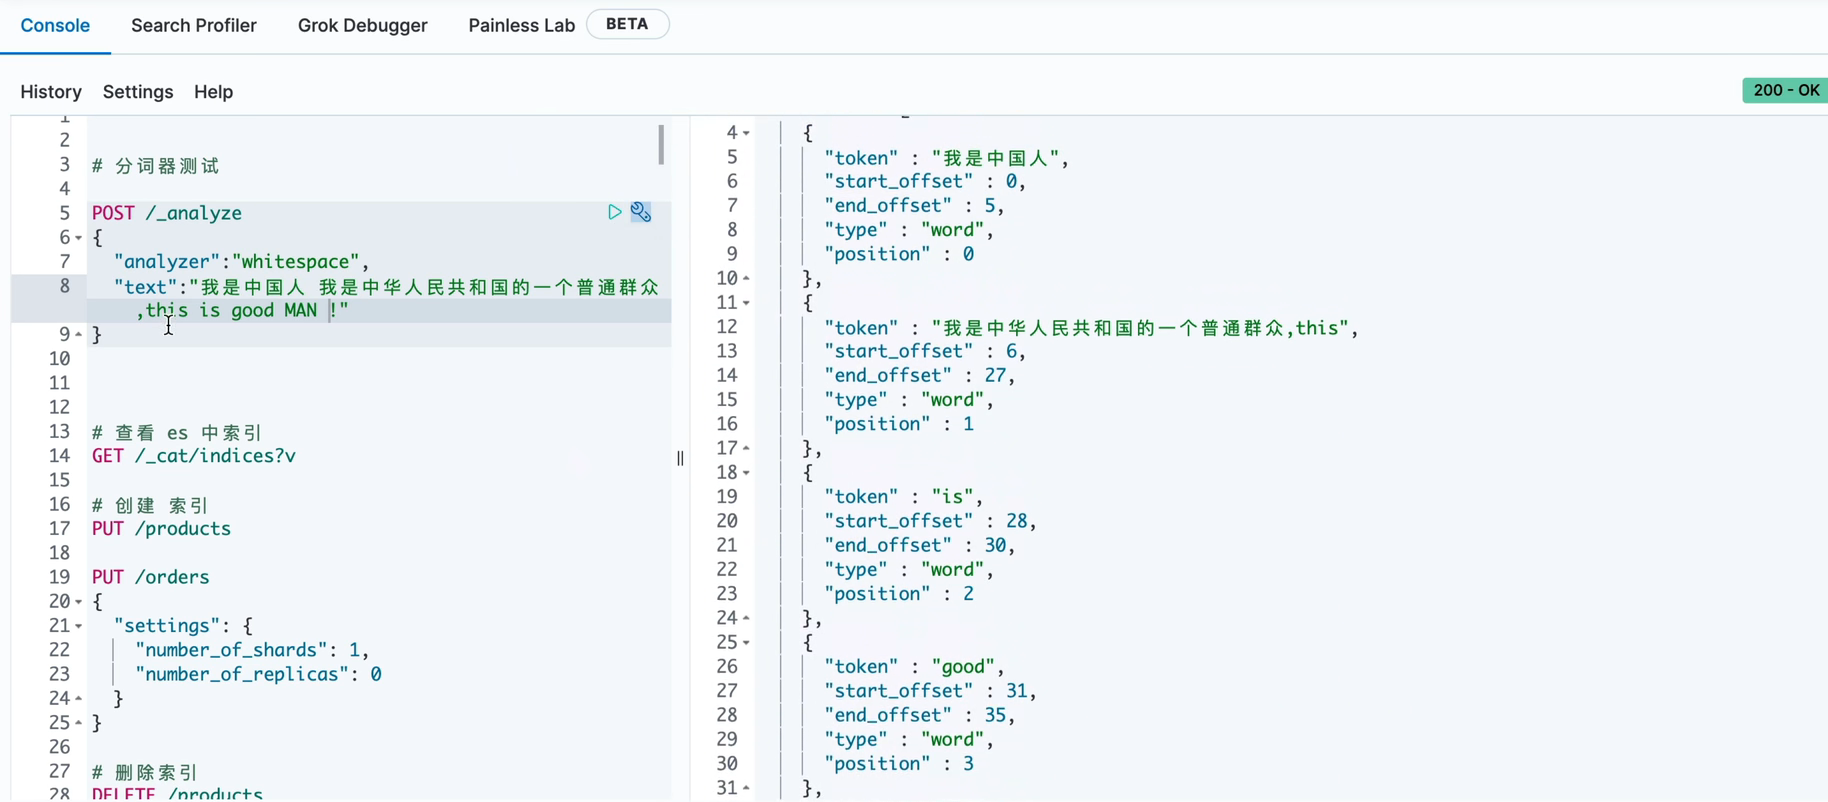 Console Search Profiler Grok Debugger Painless Lab BETA
History Settings Help
200 - OK
1
2
3 # 分词器测试
4
5 POST /_analyze
6 {
7 "analyzer":"whitespace",
8 "text":"我是中国人 我是中华人民共和国的一个普通群众
,this is good MAN !"
9 }
10
11
12
13 # 查看 es 中索引
14 GET /_cat/indices?v
15
16 # 创建 索引
17 PUT /products
18
19 PUT /orders
20 {
21 "settings": {
22 "number_of_shards": 1,
23 "number_of_replicas": 0
24 }
25 }
26
27 # 删除索引
28 DELETE /products
4 {
5 "token" : "我是中国人",
6 "start_offset" : 0,
7 "end_offset" : 5,
8 "type" : "word",
9 "position" : 0
10 },
11 {
12 "token" : "我是中华人民共和国的一个普通群众,this",
13 "start_offset" : 6,
14 "end_offset" : 27,
15 "type" : "word",
16 "position" : 1
17 },
18 {
19 "token" : "is",
20 "start_offset" : 28,
21 "end_offset" : 30,
22 "type" : "word",
23 "position" : 2
24 },
25 {
26 "token" : "good",
27 "start_offset" : 31,
28 "end_offset" : 35,
29 "type" : "word",
30 "position" : 3
31 },